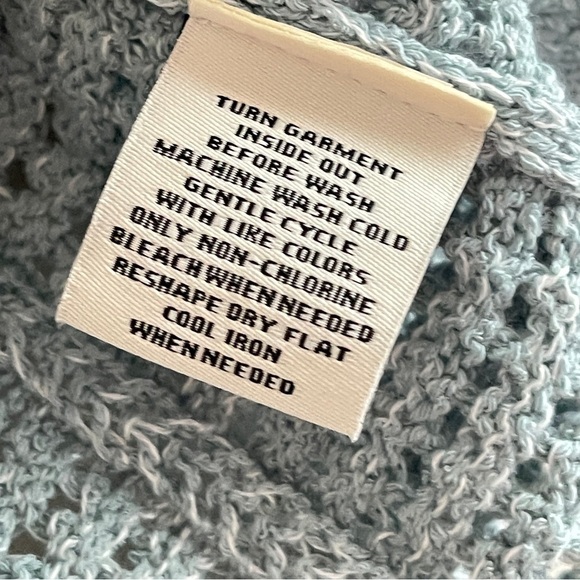 TURN GARMENT
INSIDE OUT
BEFORE WASH
MACHINE WASH COLD
GENTLE CYCLE
WITH LIKE COLORS
ONLY NON-CHLORINE
BLEACH WHEN NEEDED
RESHAPE DRY FLAT
COOL IRON
WHEN NEEDED